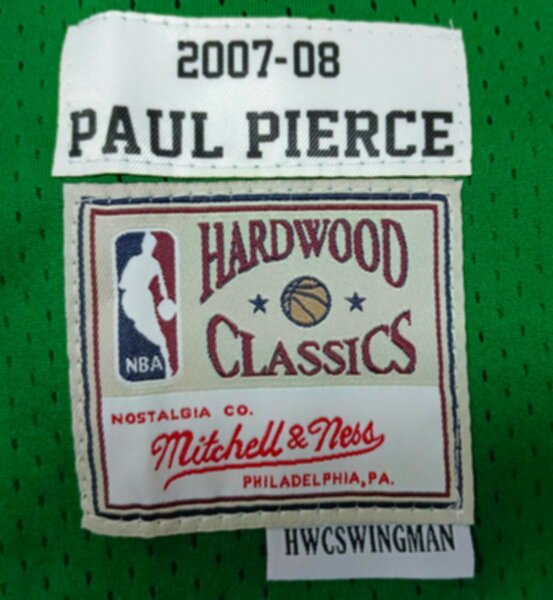 2007-08
PAUL PIERCE
HARDWOOD
CLASSICS
NBA
NOSTALGIA CO.
Mitchell & Ness
PHILADELPHIA, PA.
HWCSWINGMAN